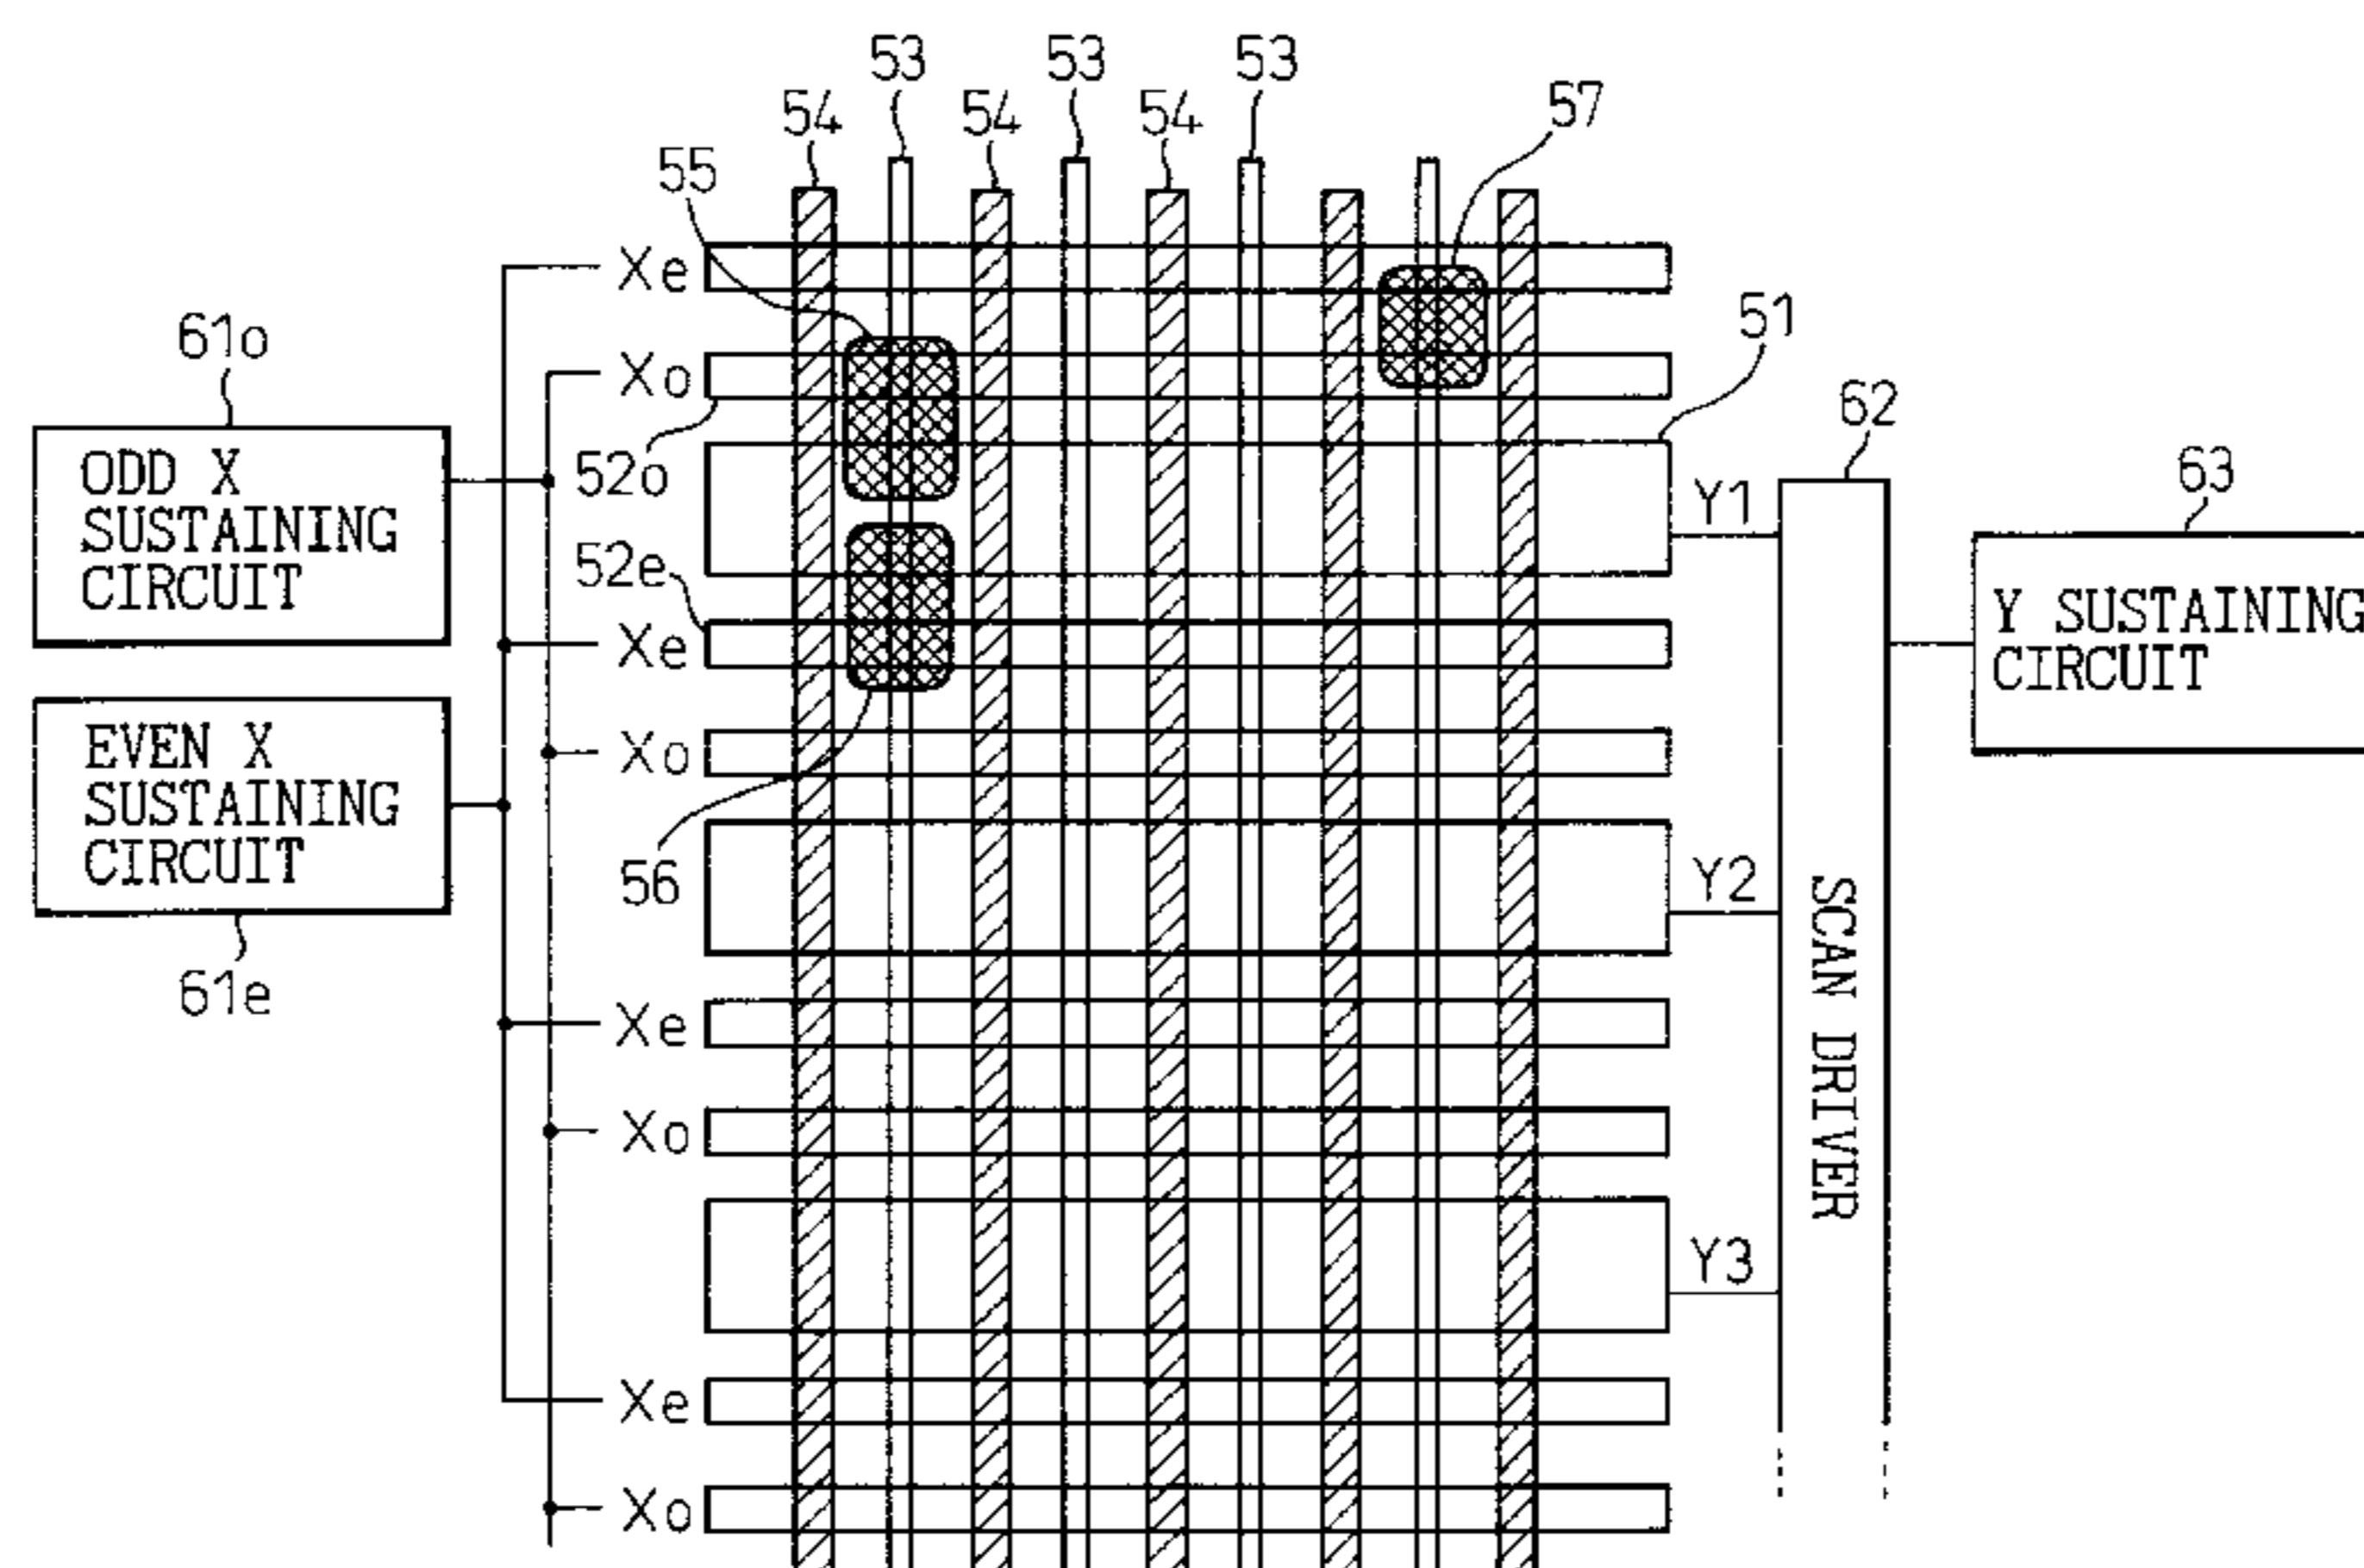 53 53 53
54 54 54 57
55
Xe
51
61o
Xo
62
ODD X
SUSTAINING
CIRCUIT
52o
Y1
63
52e
Y SUSTAINING
CIRCUIT
Xe
EVEN X
SUSTAINING
CIRCUIT
Xo
56
Y2
61e
Xe
SCAN DRIVER
Xo
Y3
Xe
Xo